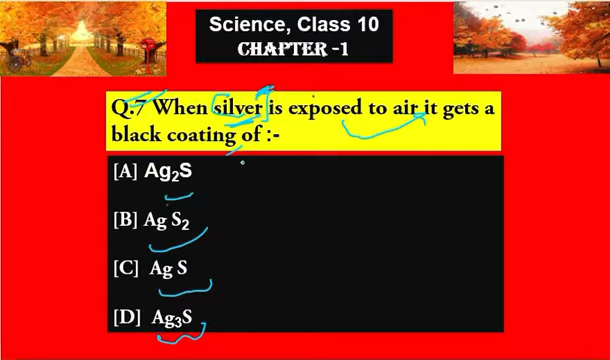 Science, Class 10
CHAPTER -1
Q.7 When silver is exposed to air it gets a
black coating of :-
[A] Ag₂S
[B] Ag S₂
[C] Ag S
[D] Ag₃S